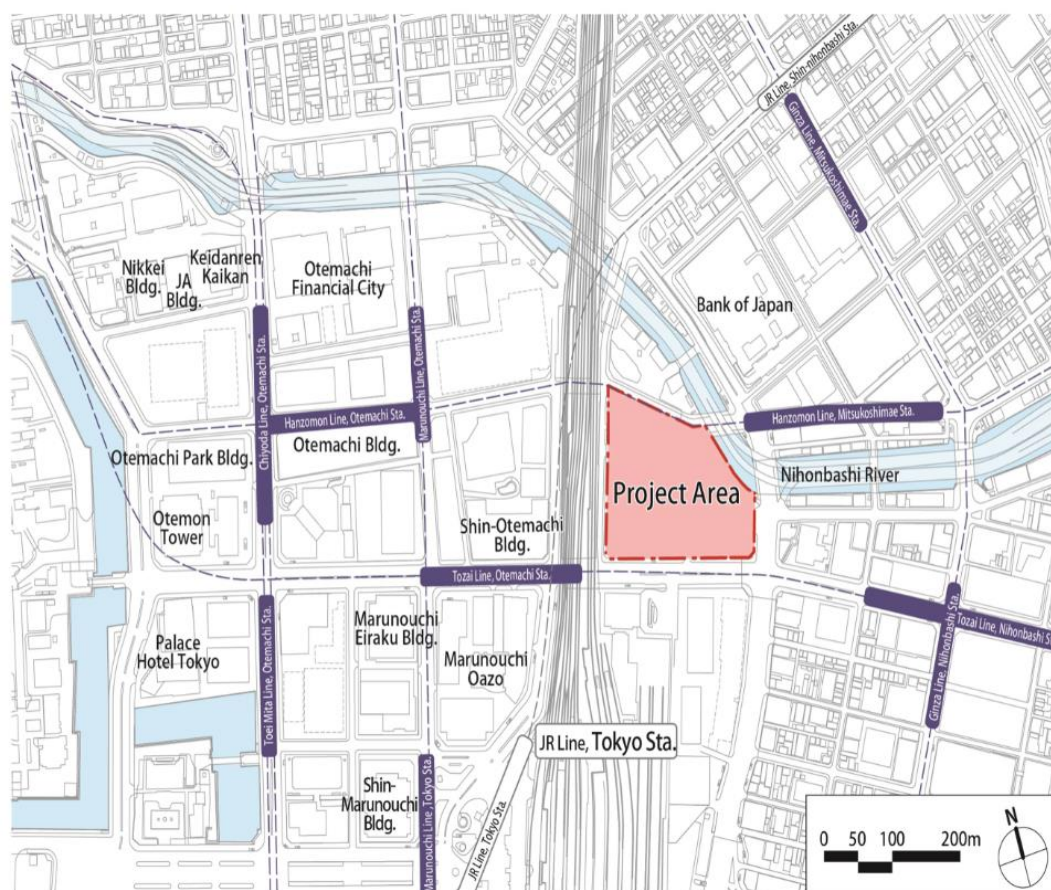 JR Line, Shin-nihonbashi Sta.
Ginza Line, Mitsukoshimae Sta.
Nikkei
Bldg.
JA
Bldg.
Keidanren
Kaikan
Otemachi
Financial City
Bank of Japan
Chiyoda Line, Otemachi Sta.
Marunouchi Line, Otemachi Sta.
Hanzomon Line, Otemachi Sta.
Hanzomon Line, Mitsukoshimae Sta.
Otemachi Park Bldg.
Otemachi Bldg.
Project Area
Nihonbashi River
Otemon
Tower
Shin-Otemachi
Bldg.
Tozai Line, Otemachi Sta.
Tozai Line, Nihonbashi S
Ginza Line, Nihonbashi Sta.
Palace
Hotel Tokyo
Toei Mita Line, Otemachi Sta.
Marunouchi
Eiraku Bldg.
Marunouchi
Oazo
JR Line, Tokyo Sta.
Shin-
Marunouchi
Bldg.
Marunouchi Line, Tokyo Sta.
JR Line, Tokyo Sta.
0 50 100 200m
N